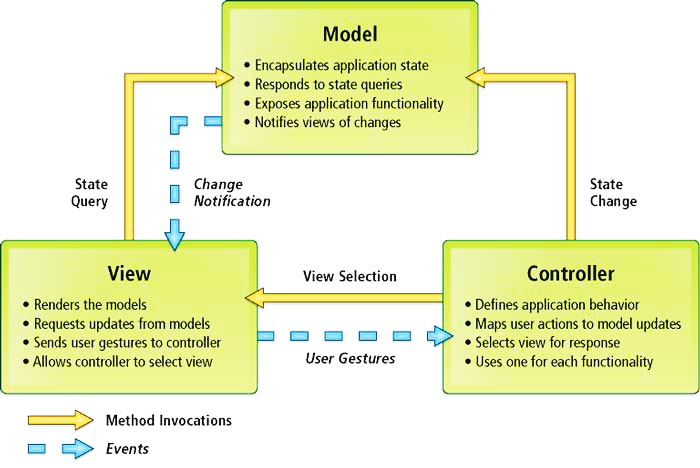 Model
• Encapsulates application state
• Responds to state queries
• Exposes application functionality
• Notifies views of changes
State
Query
Change
Notification
State
Change
View
• Renders the models
• Requests updates from models
• Sends user gestures to controller
• Allows controller to select view
View Selection
User Gestures
Controller
• Defines application behavior
• Maps user actions to model updates
• Selects view for response
• Uses one for each functionality
Method Invocations
Events